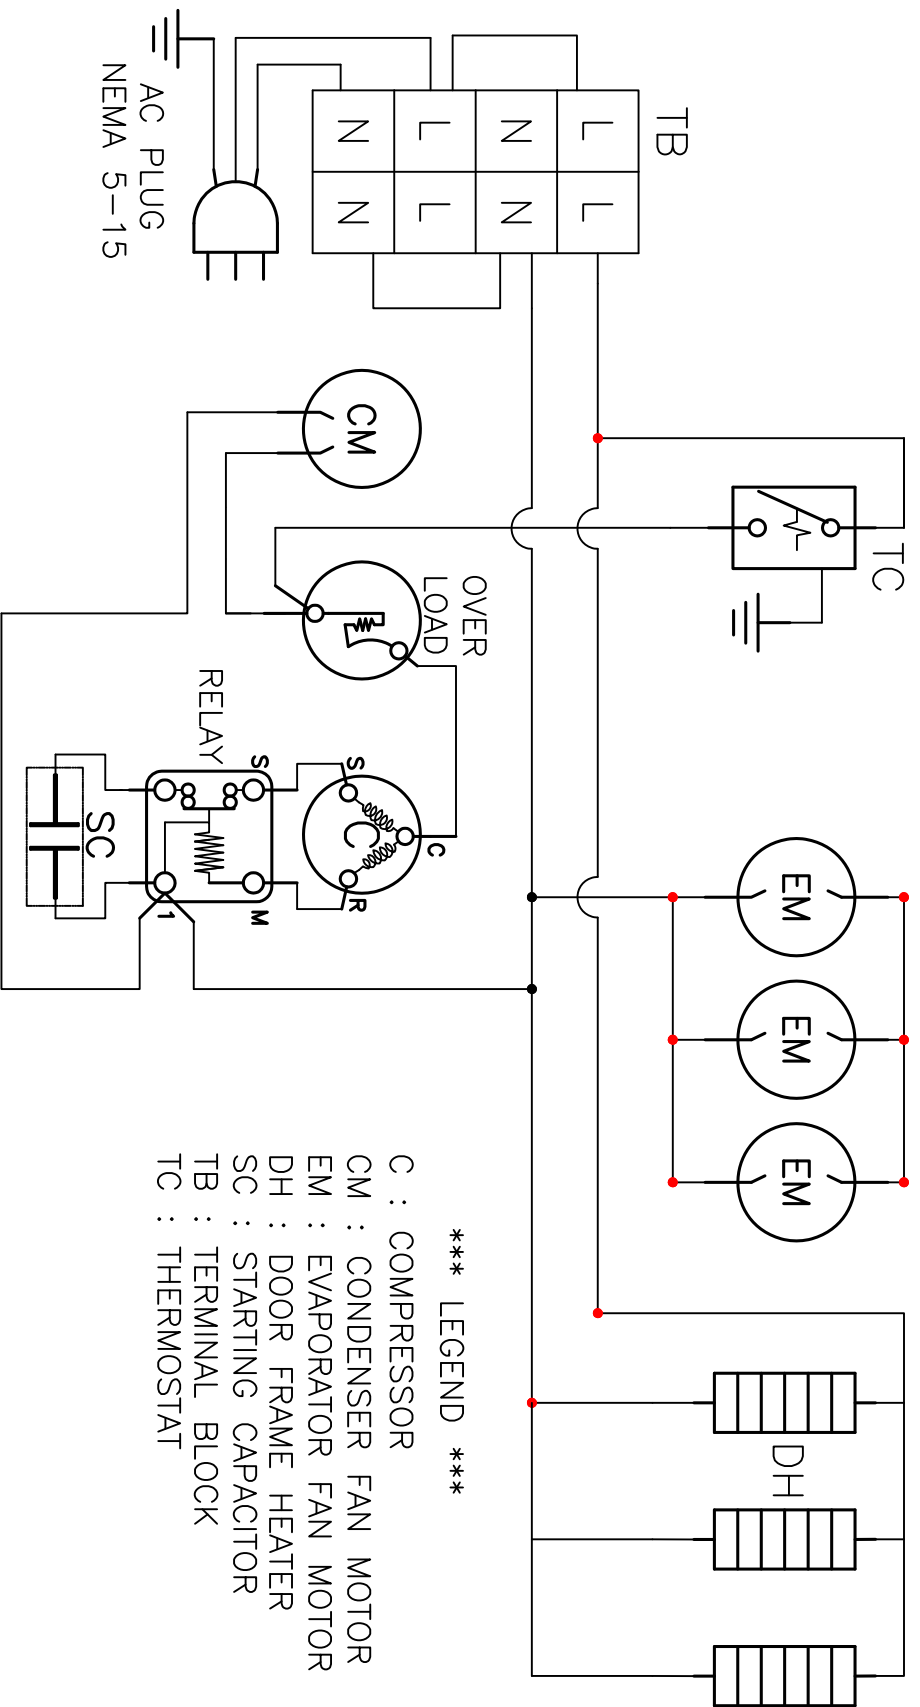 TB
L
N
L
N
L
N
L
N
AC PLUG
NEMA 5-15
TC
CM
OVER
LOAD
RELAY
S
M
1
S
C
R
C
SC
EM
EM
EM
DH
*** LEGEND ***
C : COMPRESSOR
CM : CONDENSER FAN MOTOR
EM : EVAPORATOR FAN MOTOR
DH : DOOR FRAME HEATER
SC : STARTING CAPACITOR
TB : TERMINAL BLOCK
TC : THERMOSTAT